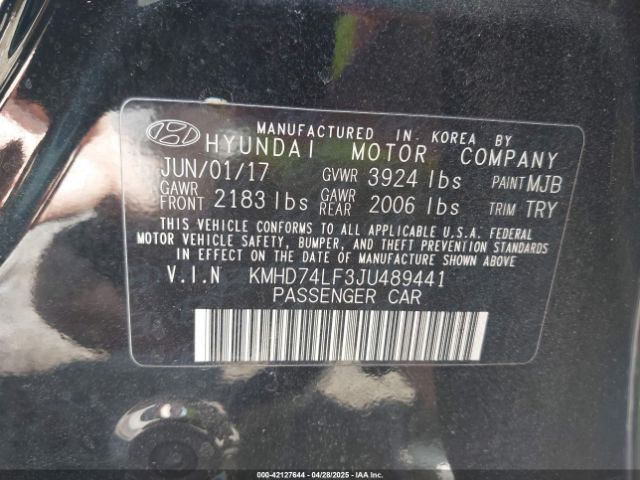 MANUFACTURED IN. KOREA BY
HYUNDAI MOTOR COMPANY
JUN/01/17 GVWR 3924 lbs PAINT MJB
GAWR FRONT 2183 lbs GAWR REAR 2006 lbs TRIM TRY
THIS VEHICLE CONFORMS TO ALL APPLICABLE U.S.A. FEDERAL
MOTOR VEHICLE SAFETY, BUMPER, AND THEFT PREVENTION STANDARDS
IN EFFECT ON THE DATE OF MANUFACTURE SHOWN ABOVE.
V.I.N KMHD74LF3JU489441
PASSENGER CAR
000-42127644 | 04/28/2025 - IAA Inc.